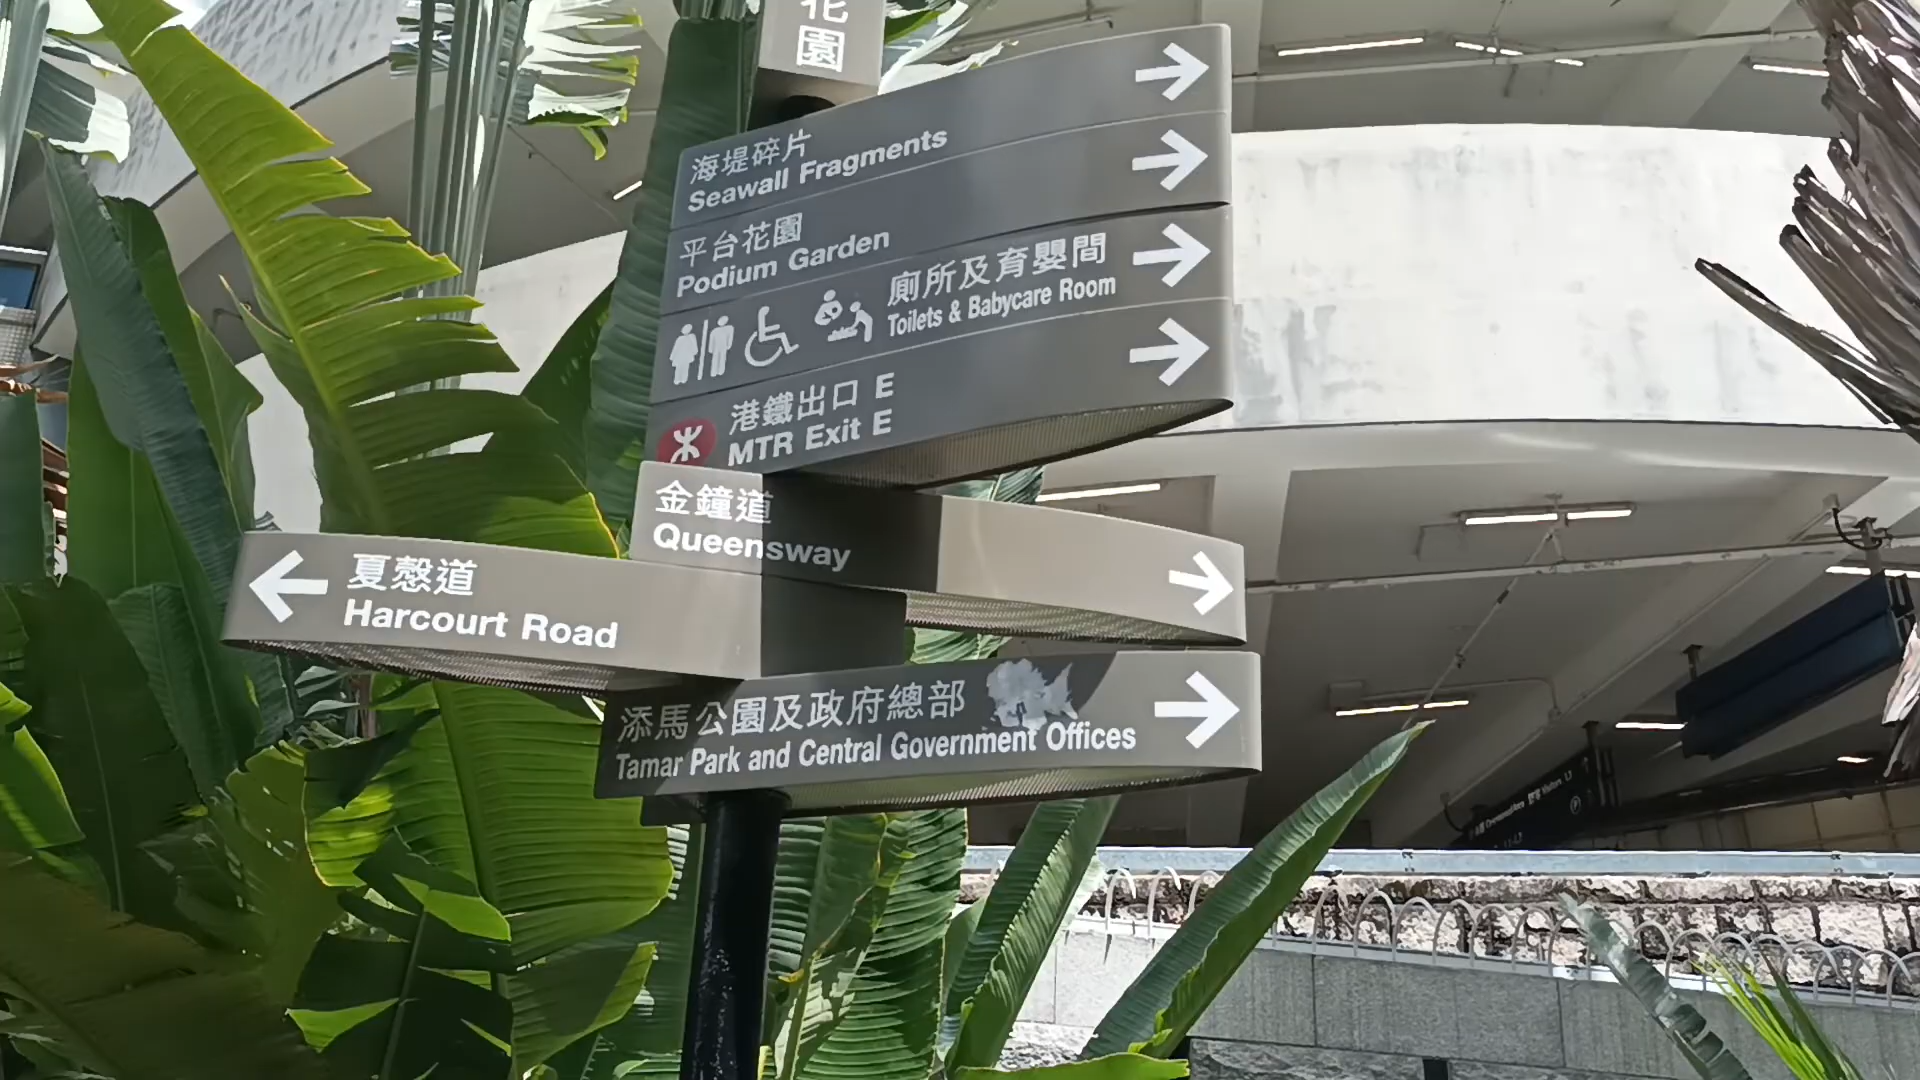 花園
海堤碎片
Seawall Fragments
平台花園
Podium Garden
廁所及育嬰間
Toilets & Babycare Room
港鐵出口 E
MTR Exit E
金鐘道
Queensway
夏慤道
Harcourt Road
添馬公園及政府總部
Tamar Park and Central Government Offices